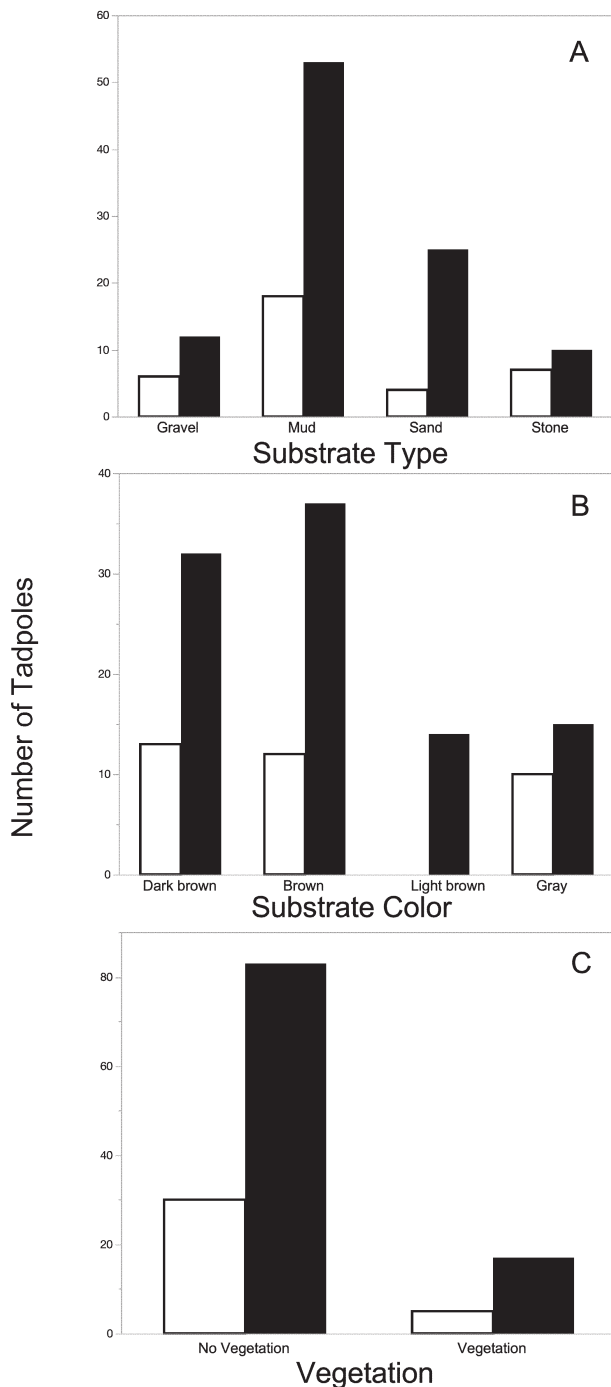 60
A
50
40
30
20
10
0
Gravel Mud Sand Stone
Substrate Type
40
B
30
20
10
0
Dark brown Brown Light brown Gray
Substrate Color
Number of Tadpoles
C
80
60
40
20
0
No Vegetation Vegetation
Vegetation